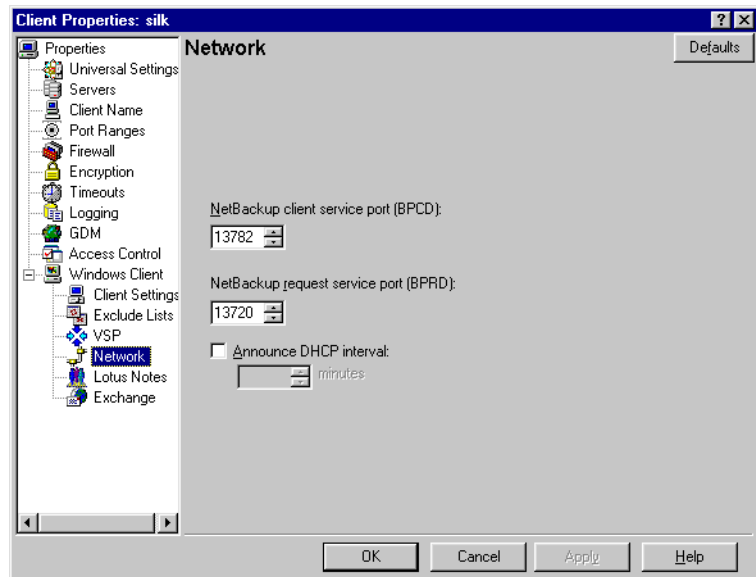 Client Properties: silk
Properties
Universal Settings
Servers
Client Name
Port Ranges
Firewall
Encryption
Timeouts
Logging
GDM
Access Control
Windows Client
Client Settings
Exclude Lists
VSP
Network
Lotus Notes
Exchange
Network
Defaults
NetBackup client service port (BPCD):
13782
NetBackup request service port (BPRD):
13720
Announce DHCP interval:
minutes
OK
Cancel
Apply
Help